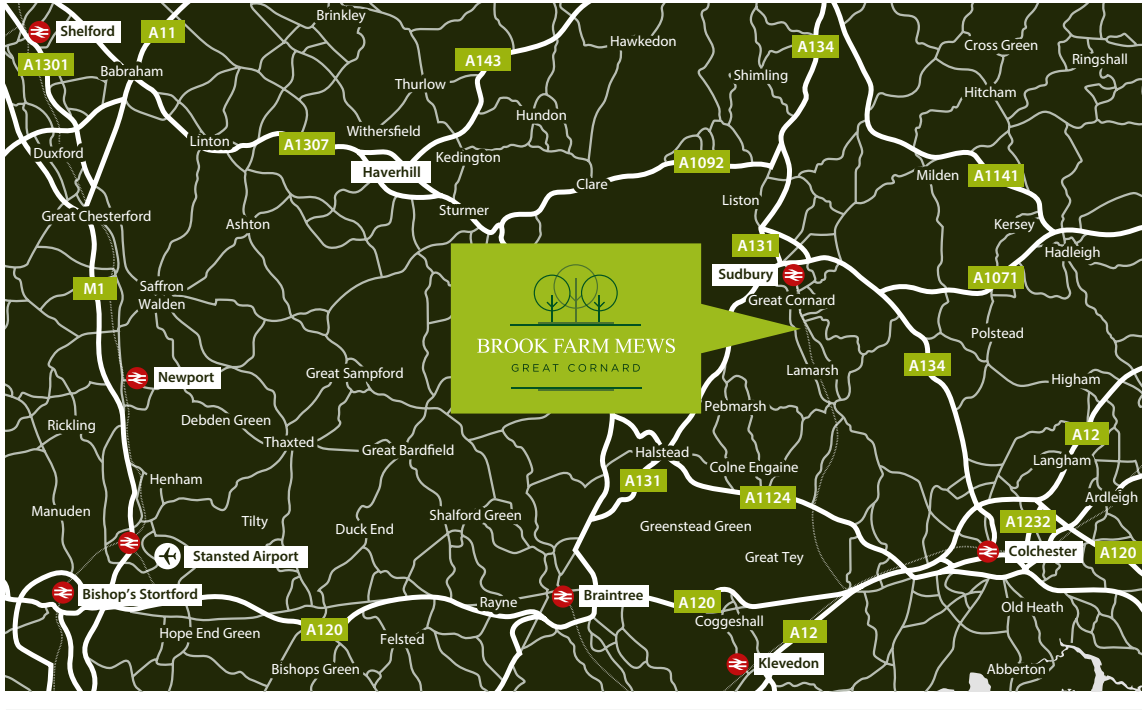 Brinkley
Shelford
A11
Hawkedon
A134
Cross Green
A1301
Babraham
A143
Ringshall
Thurlow
Shimling
Hitcham
Hundon
Withersfield
Linton
A1307
Duxford
Kedington
A1092
Haverhill
Milden
A1141
Clare
Liston
Great Chesterford
Ashton
Sturmer
Kersey
A131
Hadleigh
Sudbury
A1071
M1
Saffron
Walden
Great Cornard
BROOK FARM MEWS
GREAT CORNARD
Polstead
A134
Lamarsh
Newport
Great Sampford
Higham
Pebmarsh
Debden Green
Rickling
A12
Thaxted
Great Bardfield
Halstead
Langham
Colne Engaine
Henham
A131
A1124
Ardleigh
Manuden
Tilty
Shalford Green
Duck End
Greenstead Green
A1232
Stansted Airport
Great Tey
Colchester
A120
Bishop's Stortford
Rayne
Braintree
A120
Coggeshall
Old Heath
Hope End Green
A120
Felsted
A12
Bishops Green
Klevedon
Abberton